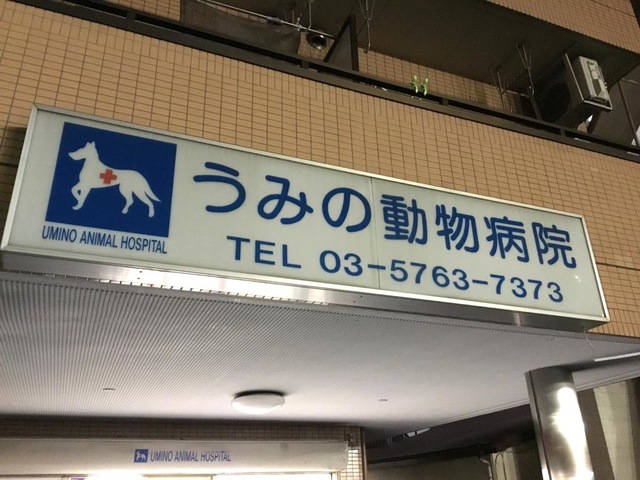 うみの動物病院
UMINO ANIMAL HOSPITAL
TEL 03-5763-7373
UMINO ANIMAL HOSPITAL